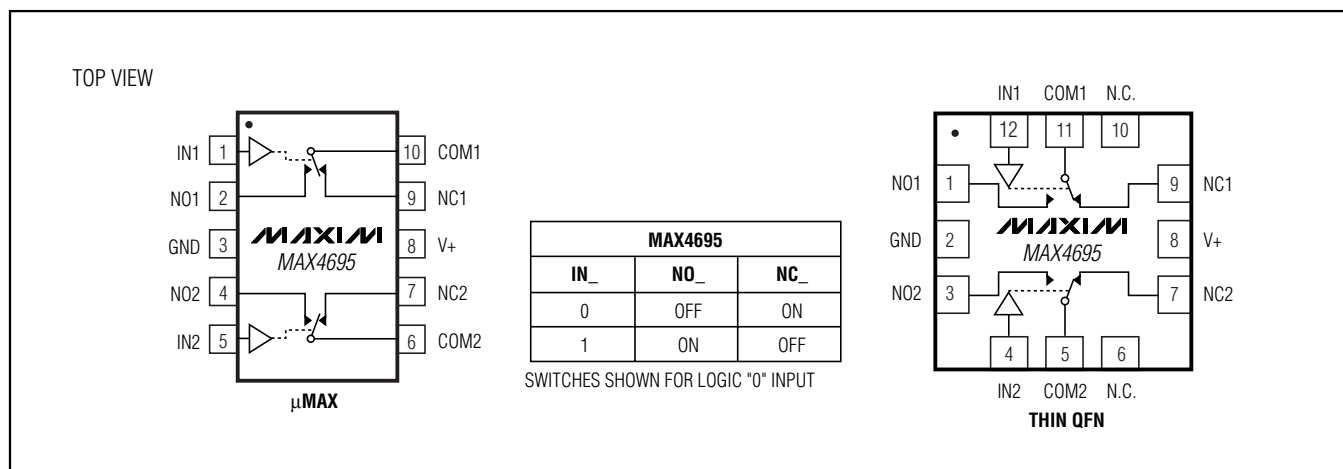 TOP VIEW
IN1 1
NO1 2
GND 3
NO2 4
IN2 5
10 COM1
9 NC1
8 V+
7 NC2
6 COM2
MAXIM
MAX4695
µMAX
MAX4695
IN_ NO_ NC_
0 OFF ON
1 ON OFF
SWITCHES SHOWN FOR LOGIC "0" INPUT
IN1 COM1 N.C.
12 11 10
NO1 1
GND 2
NO2 3
9 NC1
8 V+
7 NC2
MAXIM
MAX4695
4 5 6
IN2 COM2 N.C.
THIN QFN